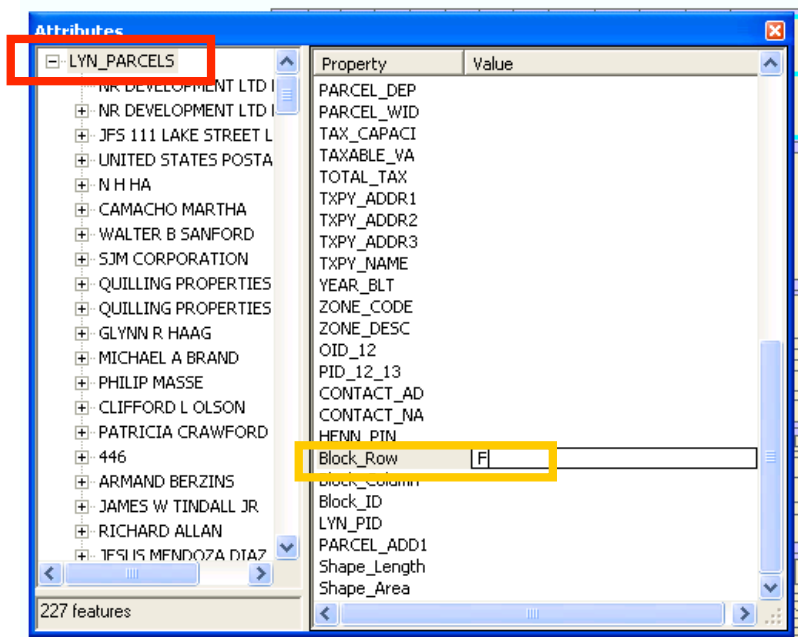 Attributes
LYN_PARCELS
NR DEVELOPMENT LTD
NR DEVELOPMENT LTD
JFS 111 LAKE STREET L
UNITED STATES POSTA
N H HA
CAMACHO MARTHA
WALTER B SANFORD
SJM CORPORATION
QUILLING PROPERTIES
QUILLING PROPERTIES
GLYNN R HAAG
MICHAEL A BRAND
PHILIP MASSE
CLIFFORD L OLSON
PATRICIA CRAWFORD
446
ARMAND BERZINS
JAMES W TINDALL JR
RICHARD ALLAN
JESUS MENDOZA DIAZ
227 features
Property Value
PARCEL_DEP
PARCEL_WID
TAX_CAPACI
TAXABLE_VA
TOTAL_TAX
TXPY_ADDR1
TXPY_ADDR2
TXPY_ADDR3
TXPY_NAME
YEAR_BLT
ZONE_CODE
ZONE_DESC
OID_12
PID_12_13
CONTACT_AD
CONTACT_NA
HENN_PIN
Block_Row F
Block_Column
Block_ID
LYN_PID
PARCEL_ADD1
Shape_Length
Shape_Area